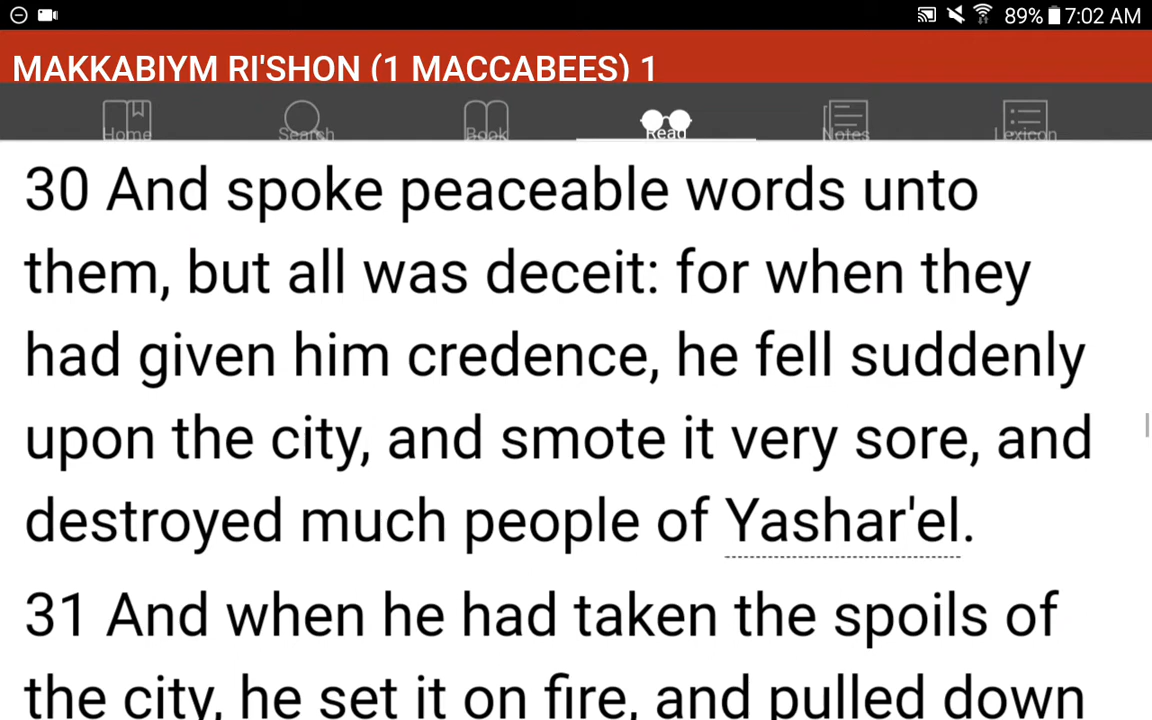 89% 7:02 AM
MAKKABIYM RI'SHON (1 MACCABEES) 1
Home Search Book Read Notes Lexicon
30 And spoke peaceable words unto
them, but all was deceit: for when they
had given him credence, he fell suddenly
upon the city, and smote it very sore, and
destroyed much people of Yashar'el.
31 And when he had taken the spoils of
the city, he set it on fire, and pulled down